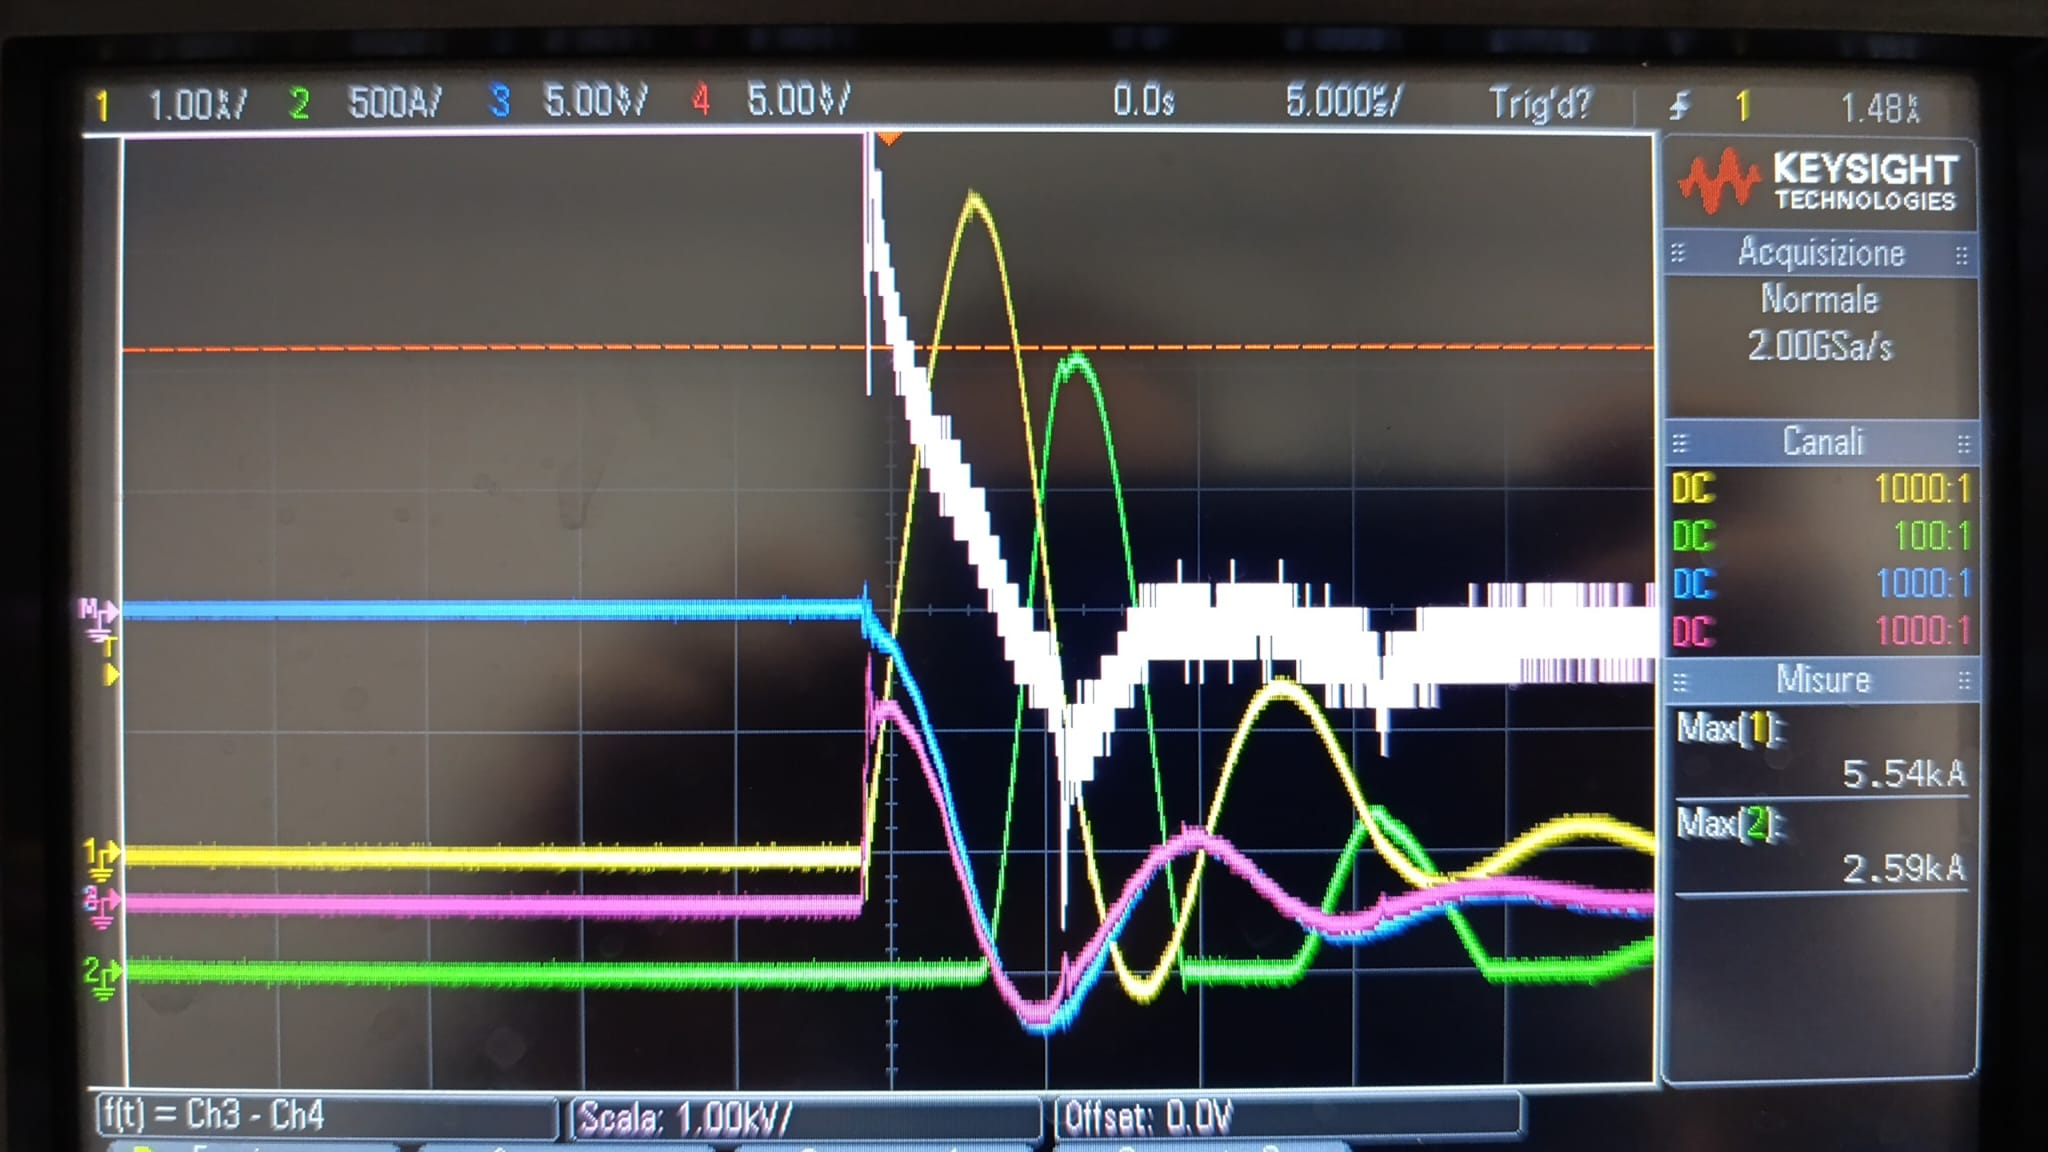 1 1.00kA/ 2 500A/ 3 5.00kV/ 4 5.00kV/ 0.0s 5.000µs/ Trig'd? 1 1.48kA
KEYSIGHT
TECHNOLOGIES
Acquisizione
Normale
2.00GSa/s
Canali
DC 1000:1
DC 100:1
DC 1000:1
DC 1000:1
Misure
Max(1):
5.54kA
Max(2):
2.59kA
M
T
1
2
f(t) = Ch3 - Ch4 Scala: 1.00kV/ Offset: 0.0V